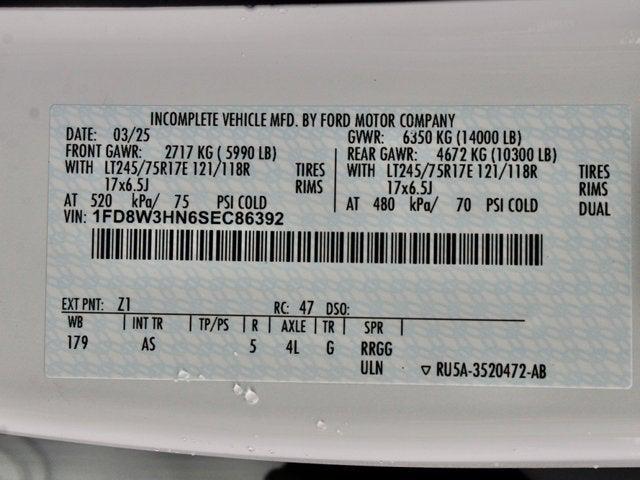 INCOMPLETE VEHICLE MFD. BY FORD MOTOR COMPANY
DATE: 03/25 GVWR: 6350 KG (14000 LB)
FRONT GAWR: 2717 KG ( 5990 LB) REAR GAWR: 4672 KG (10300 LB)
WITH LT245/75R17E 121/118R TIRES WITH LT245/75R17E 121/118R TIRES
17x6.5J RIMS 17x6.5J RIMS
AT 520 kPa/ 75 PSI COLD AT 480 kPa/ 70 PSI COLD DUAL
VIN: 1FD8W3HN6SEC86392
EXT PNT: Z1 RC: 47 DSO:
WB INT TR TP/PS R AXLE TR SPR
179 AS 5 4L G RRGG
ULN ▽ RU5A-3520472-AB